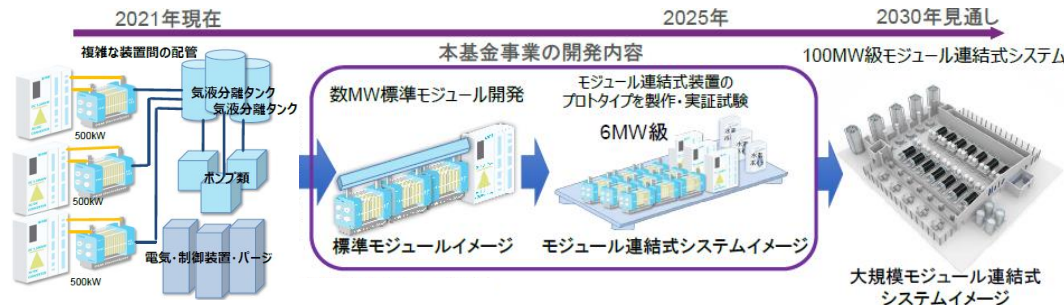 2021年現在
2025年
2030年見通し
複雑な装置間の配管
気液分離タンク
気液分離タンク
500kW
500kW
500kW
ポンプ類
電気・制御装置・パージ
本基金事業の開発内容
数MW標準モジュール開発
標準モジュールイメージ
モジュール連結式装置の
プロトタイプを製作・実証試験
6MW級
モジュール連結式システムイメージ
100MW級モジュール連結式システム
大規模モジュール連結式
システムイメージ